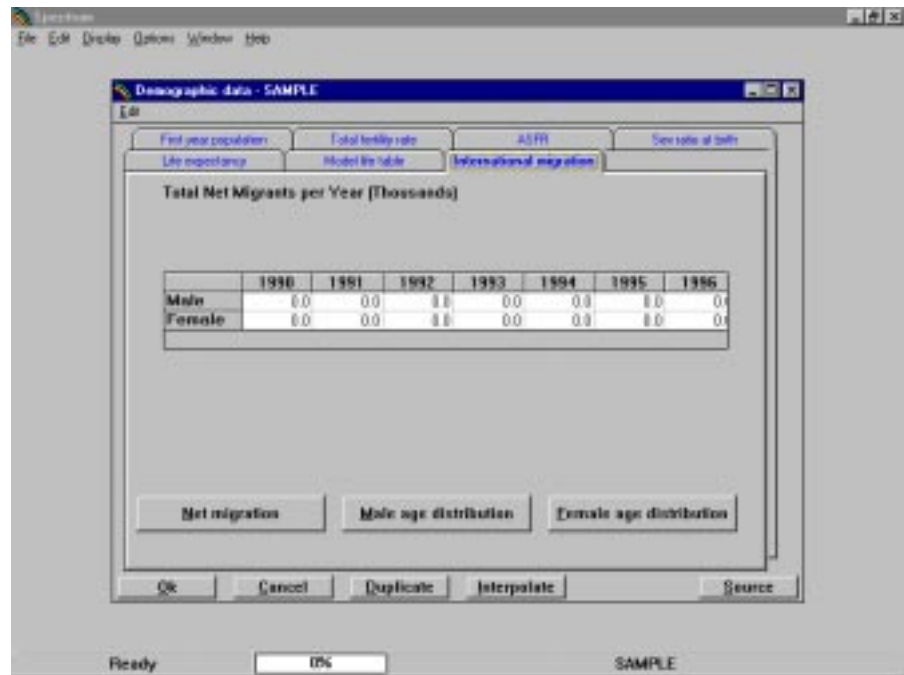 Spectrum
File Edit Display Options Window Help
Demographic data - SAMPLE
Edit
First year population Total fertility rate ASFR Sex ratio at birth
Life expectancy Model life table International migration
Total Net Migrants per Year (Thousands)
1990 1991 1992 1993 1994 1995 1996
Male 0.0 0.0 0.0 0.0 0.0 0.0 0.
Female 0.0 0.0 0.0 0.0 0.0 0.0 0.
Net migration Male age distribution Female age distribution
Ok Cancel Duplicate Interpolate Source
Ready 0% SAMPLE